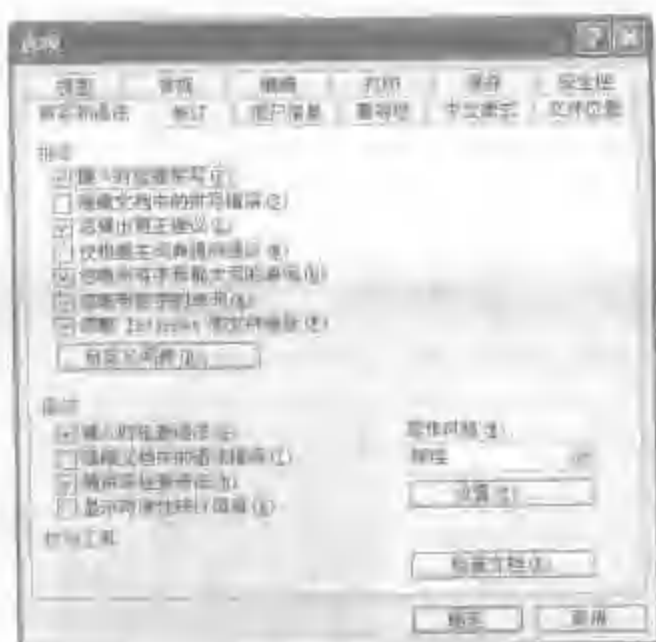 选项
视图 常规 编辑 打印 保存 安全性
拼写和语法 修订 用户信息 兼容性 中文版式 文件位置
拼写
键入时检查拼写(P)
隐藏文档中的拼写错误(S)
总提出更正建议(L)
仅根据主词典提供建议
忽略所有字母都大写的单词(U)
忽略带数字的单词
忽略 Internet 和文件地址(F)
自定义词典
语法
键入时检查语法
隐藏文档中的语法错误
随拼写检查语法
显示可读性统计信息
写作风格
设置
校对工具
检查文档
确定 取消